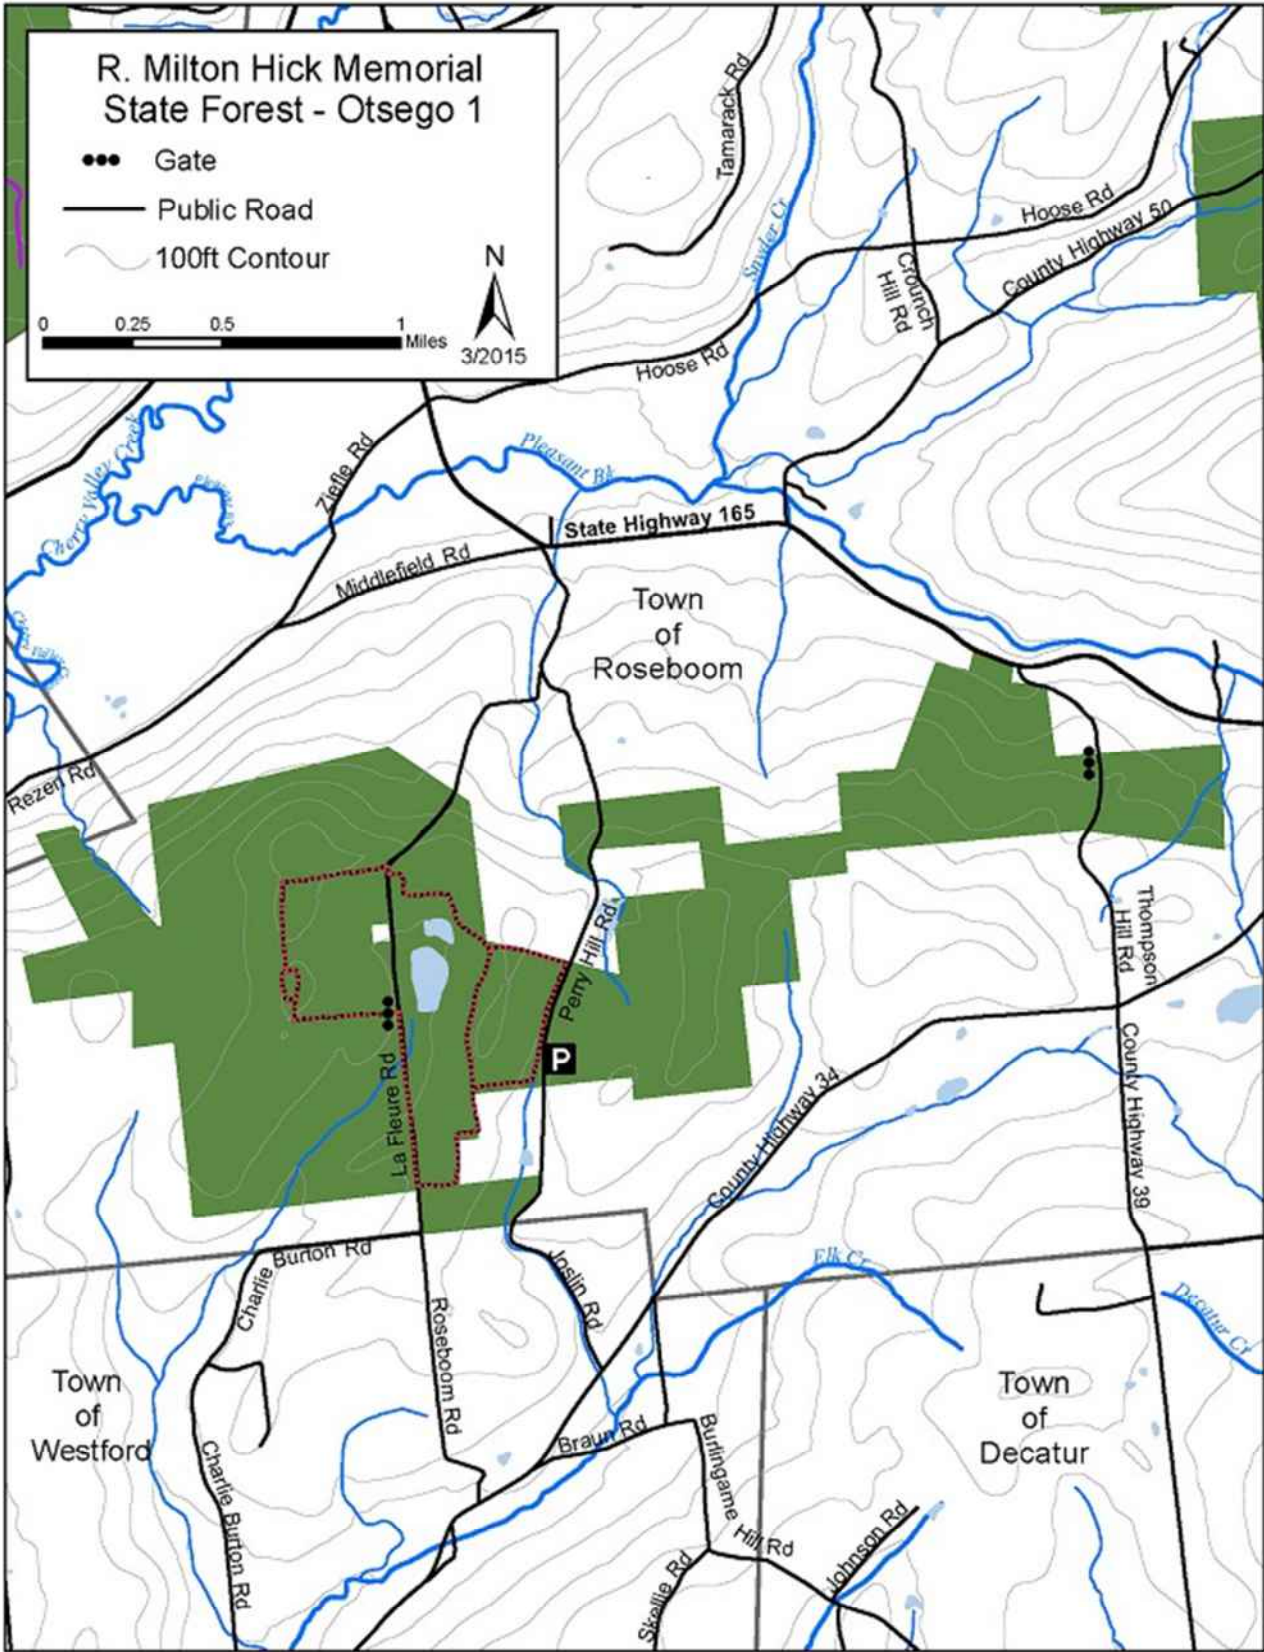 R. Milton Hick Memorial
State Forest - Otsego 1
Gate
Public Road
100ft Contour
N
0 0.25 0.5 1
Miles
3/2015
Tamarack Rd
Snyder Cr
Hoose Rd
County Highway 50
Crounch
Hill Rd
Hoose Rd
Cherry Valley Creek
Ziefle Rd
Pleasant Bk
State Highway 165
Middlefield Rd
Town
of
Roseboom
Rezen Rd
Perry Hill Rd
Thompson
Hill Rd
P
La Fleure Rd
County Highway 34
County Highway 39
Charlie Burton Rd
Joslin Rd
Elk Cr
Decatur Cr
Roseboom Rd
Town
of
Westford
Town
of
Decatur
Braun Rd
Burlingame
Hill Rd
Charlie Burton Rd
Johnson Rd
Skellie Rd